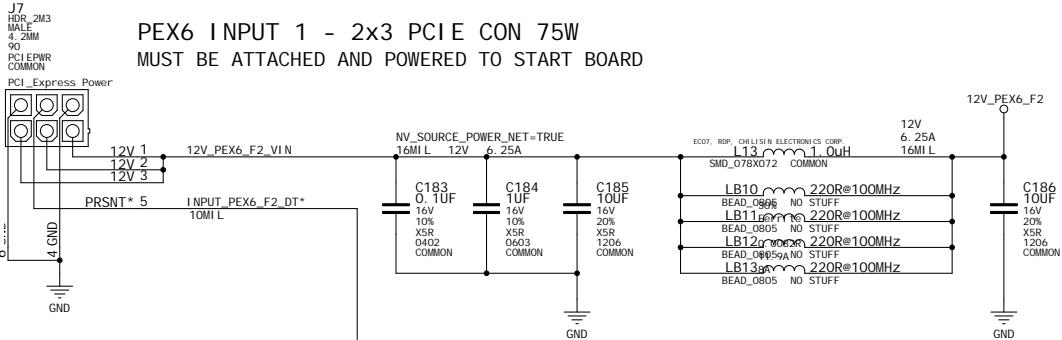 J7
HDR_2M3
MALE
4.2MM
90
PCIEPWR
COMMON
PCI_Express Power
PEX6 INPUT 1 - 2x3 PCIE CON 75W
MUST BE ATTACHED AND POWERED TO START BOARD
12V 1
12V 2
12V 3
PRSNT* 5
4 GND
GND
12V_PEX6_F2_VIN
INPUT_PEX6_F2_DT*
10MIL
NV_SOURCE_POWER_NET=TRUE
16MIL 12V 6.25A
C183
0.1UF
16V
10%
X5R
0402
COMMON
C184
1UF
16V
10%
X5R
0603
COMMON
C185
10UF
16V
20%
X5R
1206
COMMON
GND
ECO7, RDP, CHILISIN ELECTRONICS CORP.
L13 1.0uH
SMD_078X072 COMMON
LB10 220R@100MHz
BEAD_0805 NO STUFF
LB11 220R@100MHz
BEAD_0805 NO STUFF
LB12 220R@100MHz
BEAD_0805 NO STUFF
LB13 220R@100MHz
BEAD_0805 NO STUFF
12V_PEX6_F2
12V
6.25A
16MIL
C186
10UF
16V
20%
X5R
1206
COMMON
GND